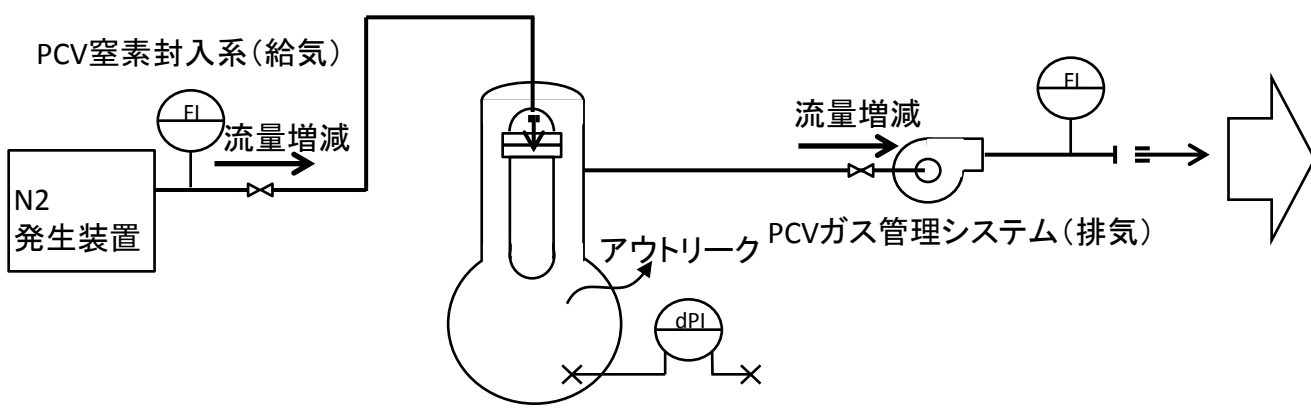 PCV窒素封入系（給気）
FI
流量増減
N2
発生装置
流量増減
FI
PCVガス管理システム（排気）
アウトリーク
dPI